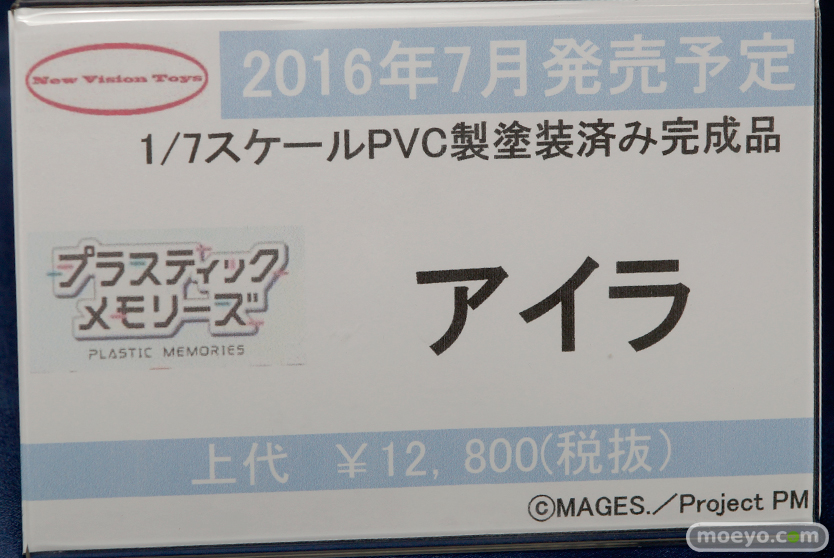 New Vision Toys
2016年7月発売予定
1/7スケールPVC製塗装済み完成品
プラスティック
メモリーズ
PLASTIC MEMORIES
アイラ
上代 ￥12, 800(税抜)
©MAGES.／Project PM
moeyo.com